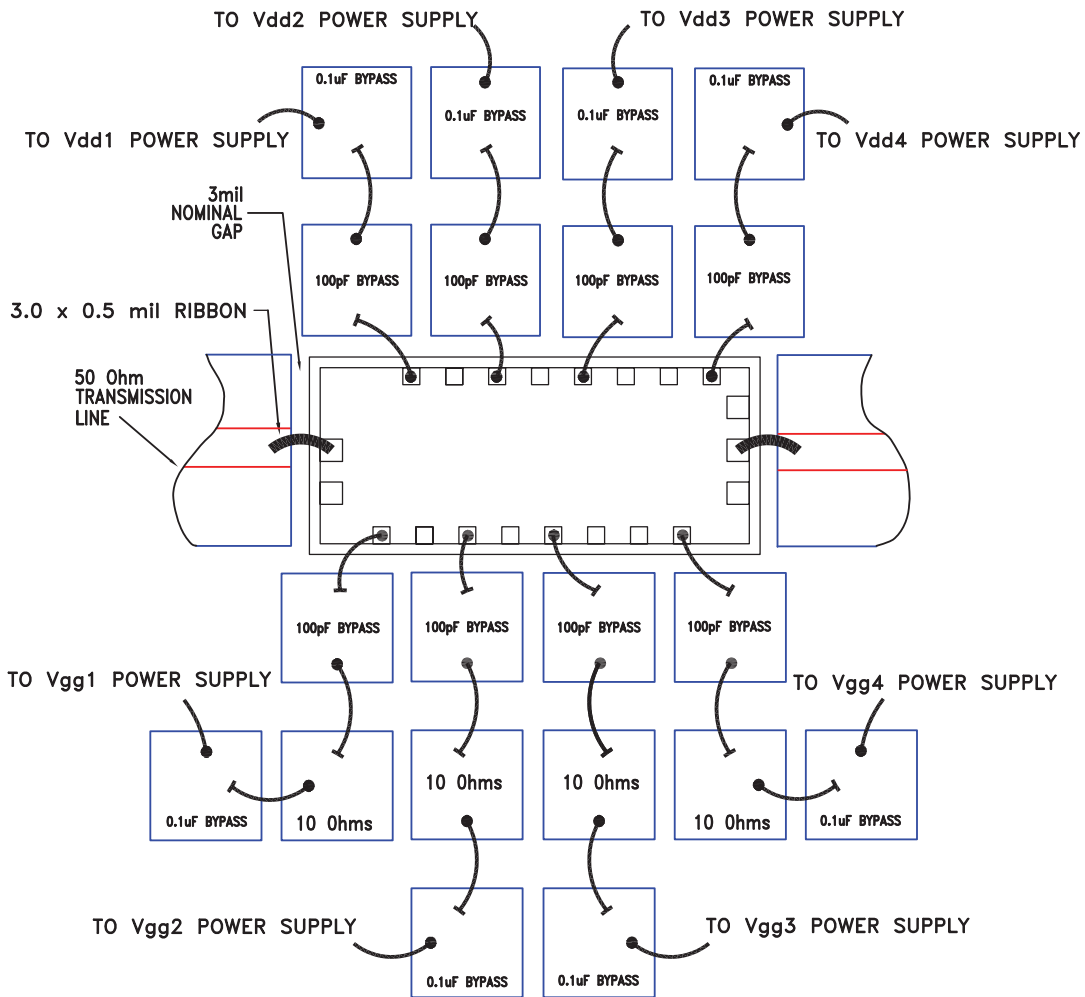 TO Vdd2 POWER SUPPLY
TO Vdd3 POWER SUPPLY
0.1uF BYPASS
0.1uF BYPASS
0.1uF BYPASS
0.1uF BYPASS
TO Vdd1 POWER SUPPLY
TO Vdd4 POWER SUPPLY
3mil
NOMINAL
GAP
100pF BYPASS
100pF BYPASS
100pF BYPASS
100pF BYPASS
3.0 x 0.5 mil RIBBON
50 Ohm
TRANSMISSION
LINE
100pF BYPASS
100pF BYPASS
100pF BYPASS
100pF BYPASS
TO Vgg1 POWER SUPPLY
TO Vgg4 POWER SUPPLY
0.1uF BYPASS
10 Ohms
10 Ohms
10 Ohms
10 Ohms
0.1uF BYPASS
TO Vgg2 POWER SUPPLY
TO Vgg3 POWER SUPPLY
0.1uF BYPASS
0.1uF BYPASS